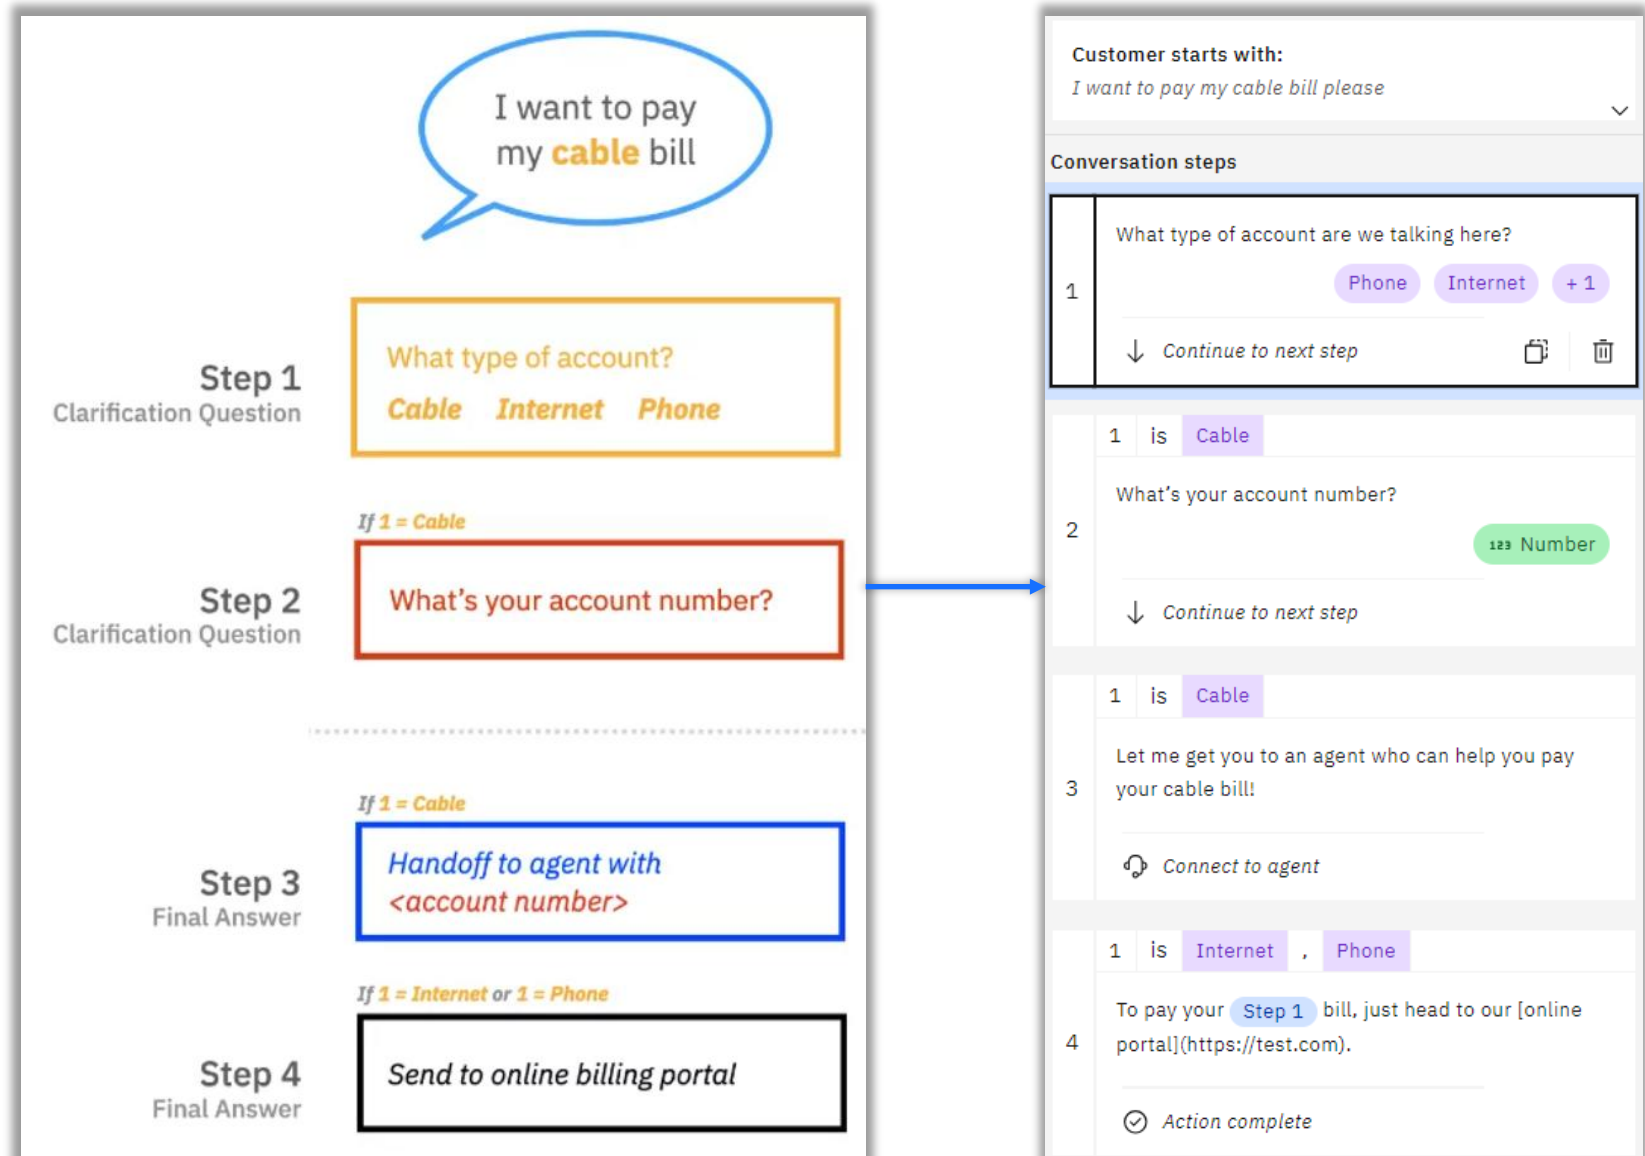 I want to pay
my cable bill
Step 1
Clarification Question
What type of account?
Cable Internet Phone
If 1 = Cable
Step 2
Clarification Question
What's your account number?
If 1 = Cable
Step 3
Final Answer
Handoff to agent with
<account number>
If 1 = Internet or 1 = Phone
Step 4
Final Answer
Send to online billing portal
Customer starts with:
I want to pay my cable bill please
Conversation steps
1
What type of account are we talking here?
Phone Internet + 1
Continue to next step
2
1 is Cable
What's your account number?
123 Number
Continue to next step
3
1 is Cable
Let me get you to an agent who can help you pay
your cable bill!
Connect to agent
4
1 is Internet , Phone
To pay your Step 1 bill, just head to our [online
portal](https://test.com).
Action complete